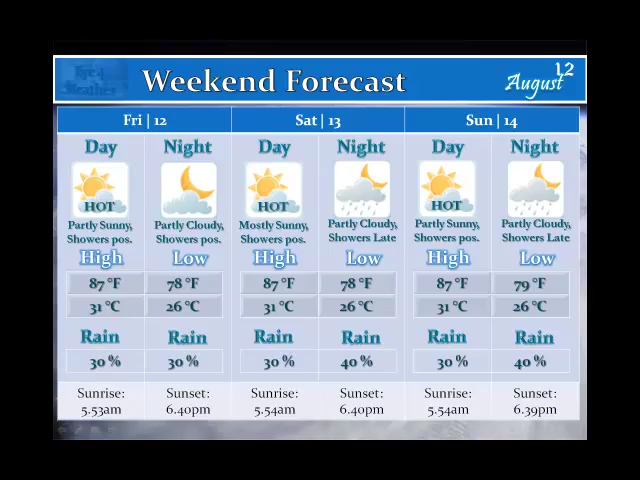 Eye 4
Weather
Weekend Forecast
August 12
Fri | 12
Sat | 13
Sun | 14
Day
Night
Day
Night
Day
Night
HOT
HOT
HOT
Partly Sunny,
Showers pos.
Partly Cloudy,
Showers pos.
Mostly Sunny,
Showers pos.
Partly Cloudy,
Showers Late
Partly Sunny,
Showers pos.
Partly Cloudy,
Showers Late
High
Low
High
Low
High
Low
87 °F
78 °F
87 °F
78 °F
87 °F
79 °F
31 °C
26 °C
31 °C
26 °C
31 °C
26 °C
Rain
Rain
Rain
Rain
Rain
Rain
30 %
30 %
30 %
40 %
30 %
40 %
Sunrise:
5.53am
Sunset:
6.40pm
Sunrise:
5.54am
Sunset:
6.40pm
Sunrise:
5.54am
Sunset:
6.39pm